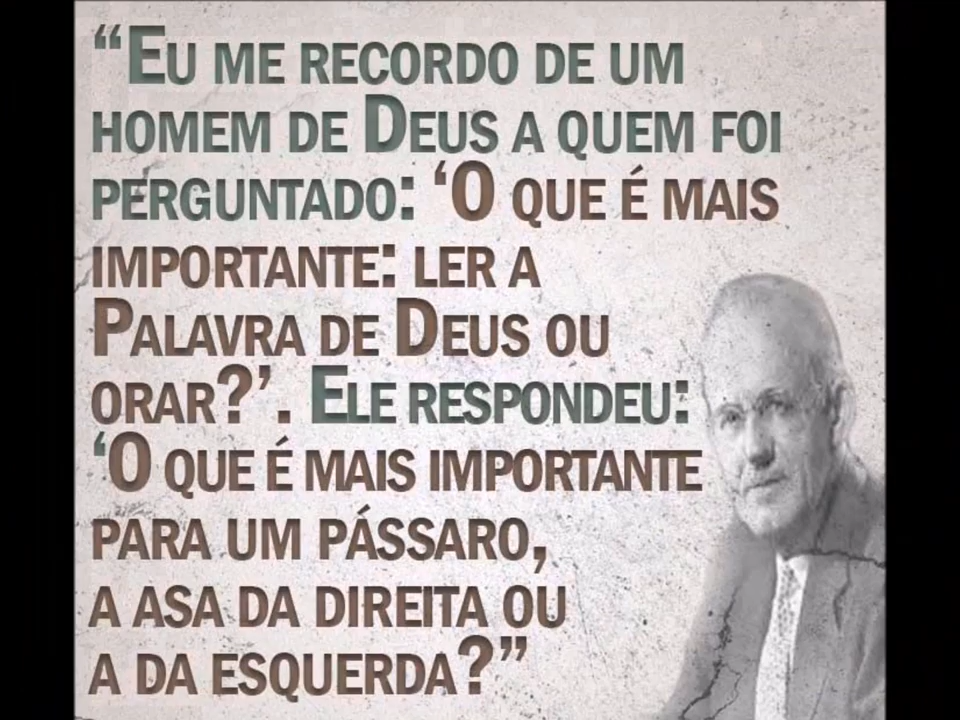 “Eu me recordo de um
homem de Deus a quem foi
perguntado: ‘O que é mais
importante: ler a
Palavra de Deus ou
orar?’. Ele respondeu:
‘O que é mais importante
para um pássaro,
a asa da direita ou
a da esquerda?”